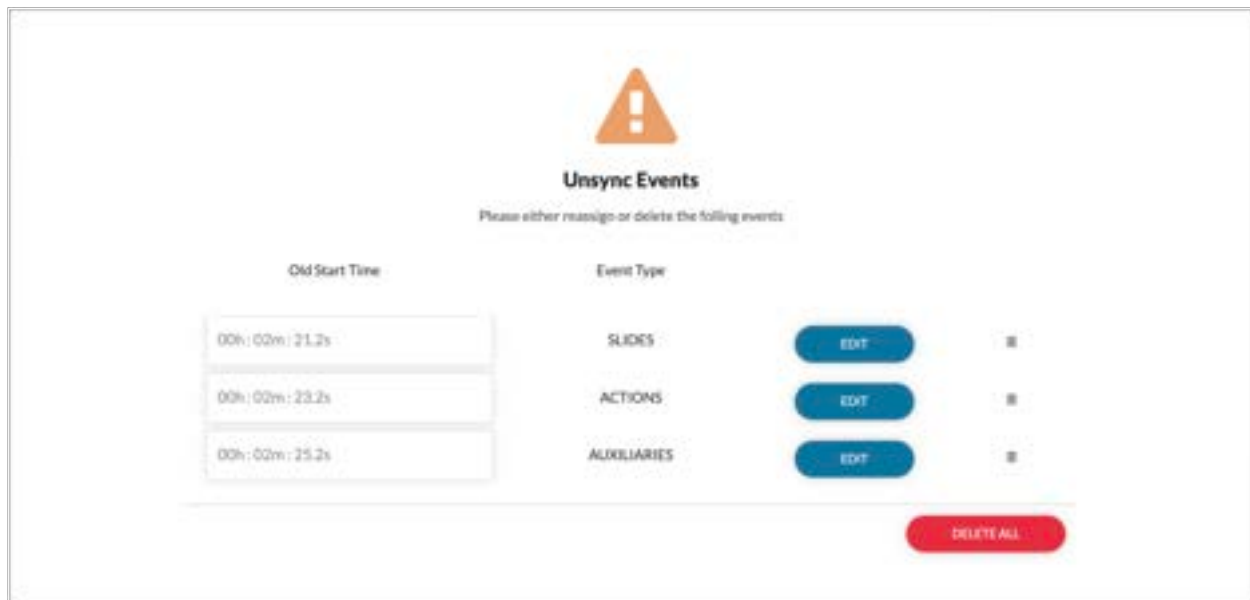 Unsync Events
Please either reassign or delete the folling events
Old Start Time Event Type
00h : 02m : 21.2s SLIDES EDIT
00h : 02m : 23.2s ACTIONS EDIT
00h : 02m : 25.2s AUXILIARIES EDIT
DELETE ALL